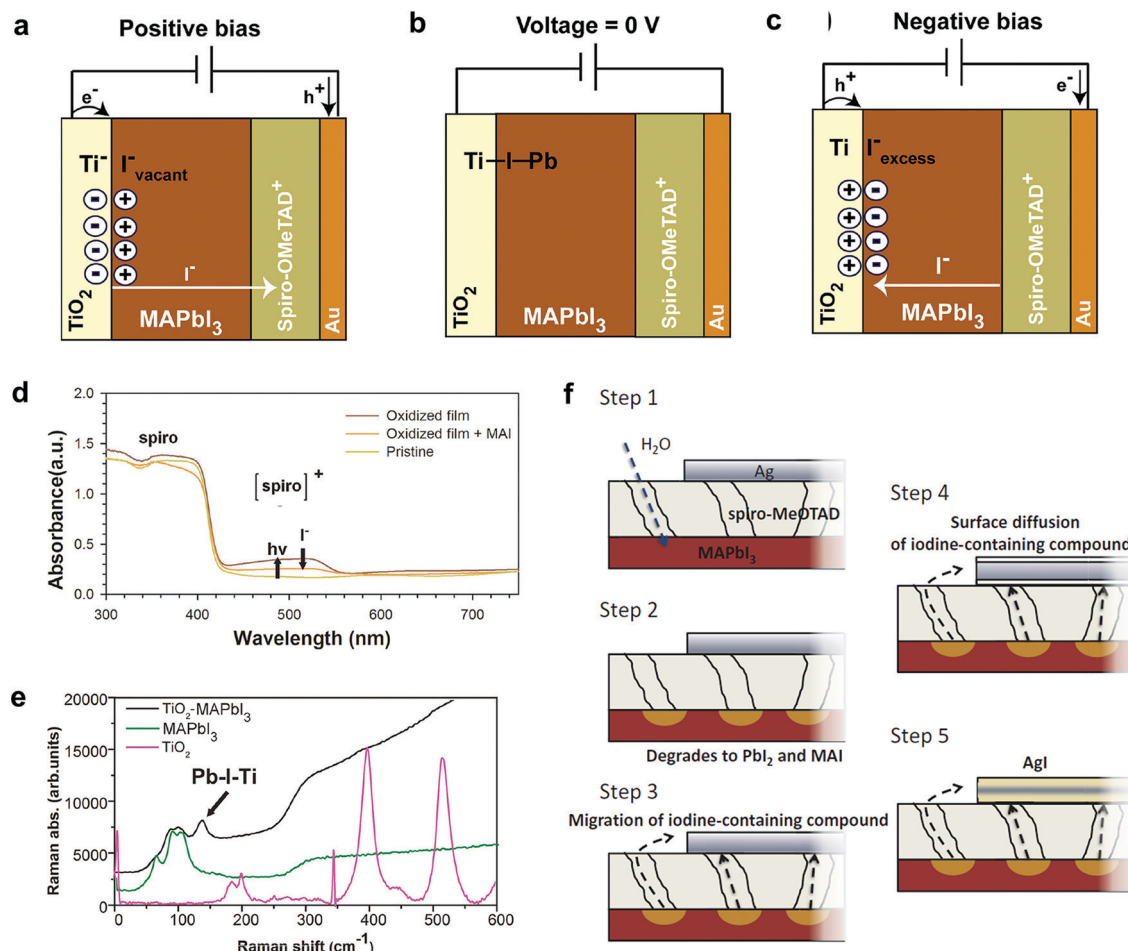 a
Positive bias
e-
h+
Ti-
I-vacant
I-
TiO2
MAPbI3
Spiro-OMeTAD+
Au
b
Voltage = 0 V
Ti-I-Pb
TiO2
MAPbI3
Spiro-OMeTAD+
Au
c
)
Negative bias
h+
e-
Ti
I-excess
I-
TiO2
MAPbI3
Spiro-OMeTAD+
Au
d
Absorbance(a.u.)
2.0
1.5
1.0
0.5
0.0
spiro
Oxidized film
Oxidized film + MAI
Pristine
[spiro]+
hv
I-
300 400 500 600 700
Wavelength (nm)
e
Raman abs. (arb.units)
20000
15000
10000
5000
0
TiO2-MAPbI3
MAPbI3
TiO2
Pb-I-Ti
0 100 200 300 400 500 600
Raman shift (cm-1)
f
Step 1
H2O
Ag
spiro-MeOTAD
MAPbI3
Step 2
Degrades to PbI2 and MAI
Step 3
Migration of iodine-containing compound
Step 4
Surface diffusion
of iodine-containing compound
Step 5
AgI